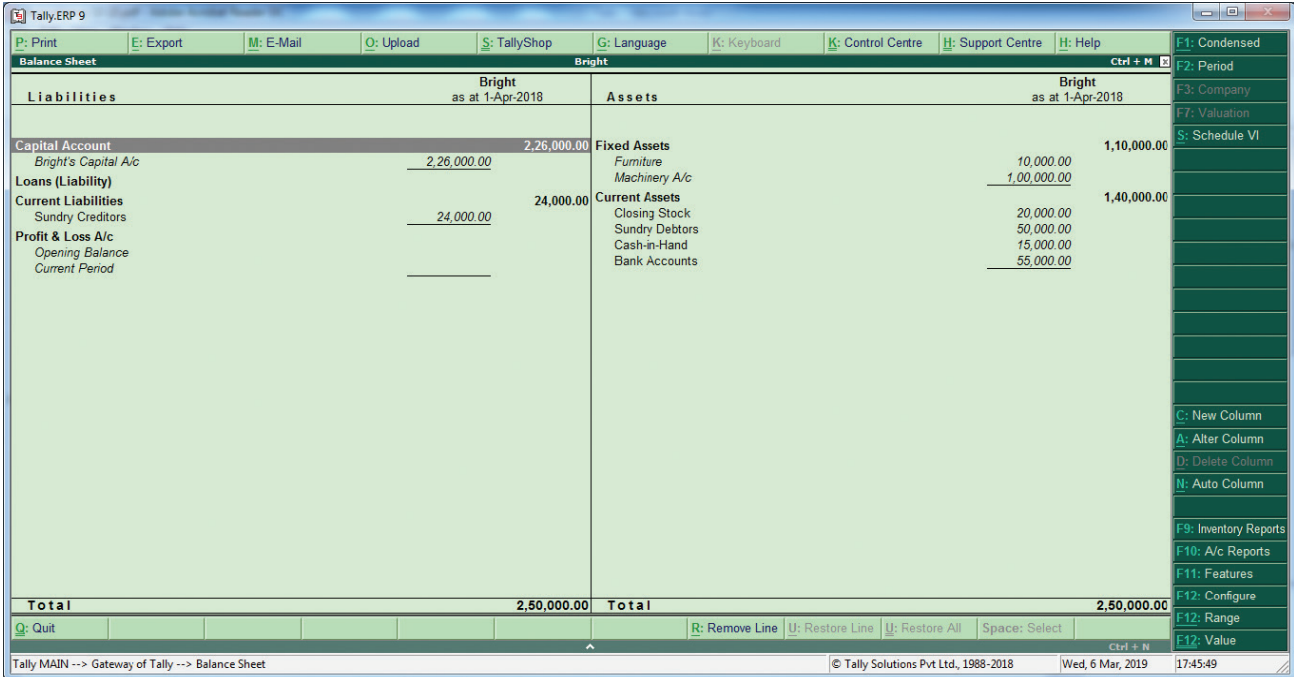 Tally.ERP 9
P: Print E: Export M: E-Mail O: Upload S: TallyShop G: Language K: Keyboard K: Control Centre H: Support Centre H: Help
Balance Sheet Bright Ctrl + M x
Liabilities Bright as at 1-Apr-2018 Assets Bright as at 1-Apr-2018
Capital Account 2,26,000.00 Fixed Assets 1,10,000.00
Bright's Capital A/c 2,26,000.00 Furniture 10,000.00
Loans (Liability) Machinery A/c 1,00,000.00
Current Liabilities 24,000.00 Current Assets 1,40,000.00
Sundry Creditors 24,000.00 Closing Stock 20,000.00
Profit & Loss A/c Sundry Debtors 50,000.00
Opening Balance Cash-in-Hand 15,000.00
Current Period Bank Accounts 55,000.00
Total 2,50,000.00 Total 2,50,000.00
Q: Quit R: Remove Line U: Restore Line U: Restore All Space: Select
Ctrl + N
Tally MAIN --> Gateway of Tally --> Balance Sheet © Tally Solutions Pvt Ltd., 1988-2018 Wed, 6 Mar, 2019 17:45:49
F1: Condensed
F2: Period
F3: Company
F7: Valuation
S: Schedule VI
C: New Column
A: Alter Column
D: Delete Column
N: Auto Column
F9: Inventory Reports
F10: A/c Reports
F11: Features
F12: Configure
F12: Range
F12: Value